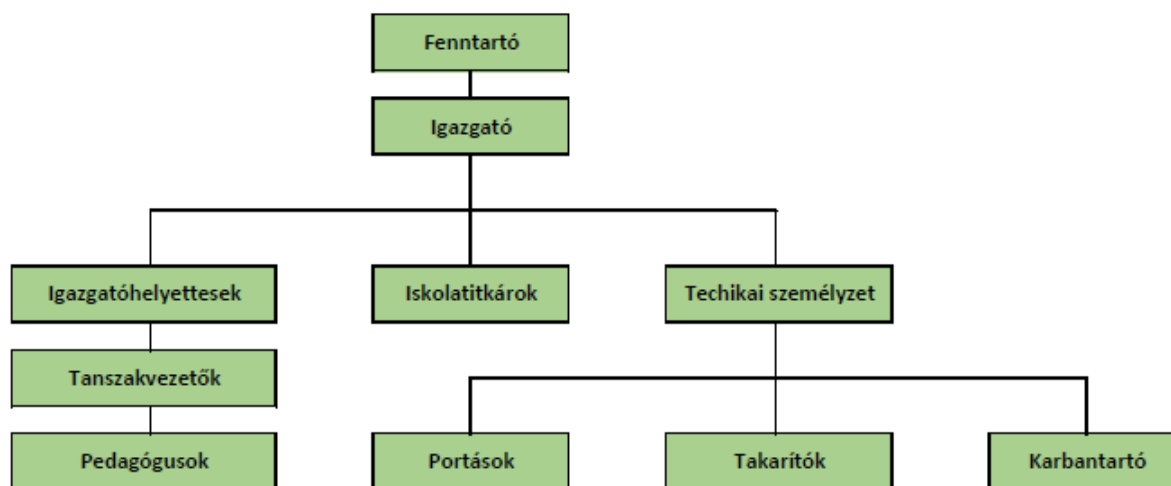 Fenntartó
Igazgató
Igazgatóhelyettesek
Iskolatitkárok
Techikai személyzet
Tanszakvezetők
Pedagógusok
Portások
Takarítók
Karbantartó